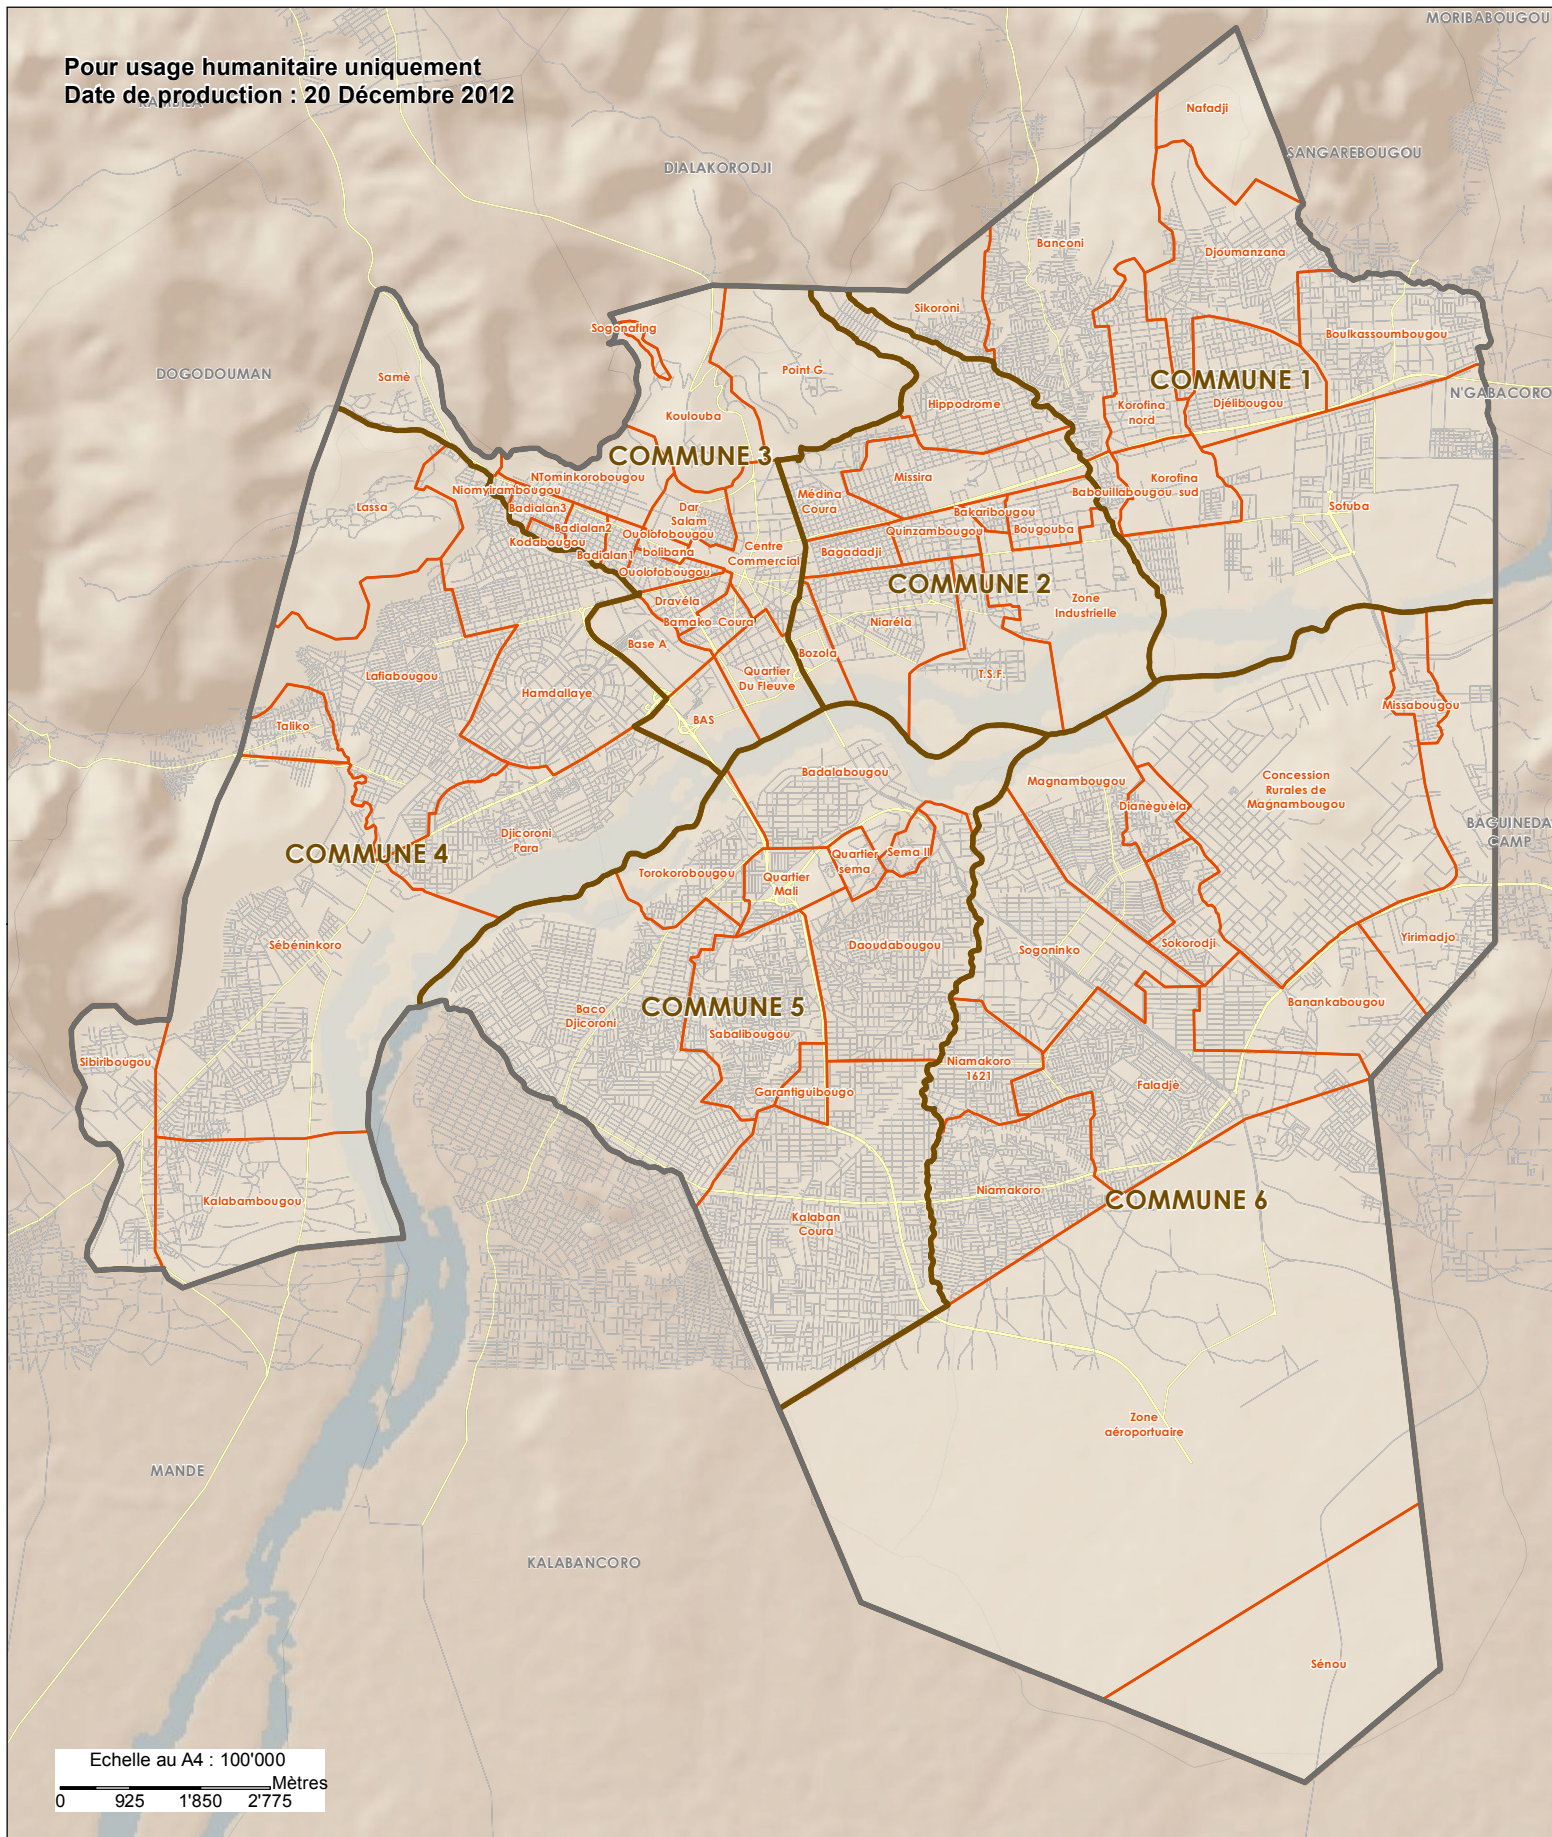 Pour usage humanitaire uniquement
Date de production : 20 Décembre 2012
MORIBABOUGOU
KAMBILA
Nafadji
SANGAREBOUGOU
DIALAKORODJI
Banconi
Djoumanzana
Sikoroni
Sogonafing
Boulkassoumbougou
DOGODOUMAN
Samè
Point G
COMMUNE 1
N'GABACORO
Hippodrome
Djélibougou
Koulouba
Korofina
nord
COMMUNE 3
NTominkorobougou
Missira
Korofina
sud
Niomyirambougou
Babouillabougou
Médina
Coura
Lassa
Badialan3
Dar
Salam
Sotuba
Bakaribougou
Badialan2
Quinzambougou
Bougouba
Ouolofobougou
bolibana
Kodabougou
Centre
Commercial
Bagadadji
Badialan1
Ouolofobougou
COMMUNE 2
Dravéla
Zone
Industrielle
Bamako Coura
Niaréla
Base A
Bozola
Lafiabougou
Quartier
Du Fleuve
T.S.F.
Hamdallaye
Missabougou
BAS
Taliko
Badalabougou
Concession
Rurales de
Magnambougou
Magnambougou
Dianèguèla
BAGUINEDA
CAMP
Djicoroni
Para
COMMUNE 4
Quartier
sema
Sema II
Torokorobougou
Quartier
Mali
Sébéninkoro
Daoudabougou
Sogoninko
Sokorodji
Yirimadjo
Banankabougou
COMMUNE 5
Baco
Djicoroni
Sabalibougou
Sibiribougou
Niamakoro
1621
Faladjè
Garantiguibougo
Niamakoro
COMMUNE 6
Kalabambougou
Kalaban
Coura
Zone
aéroportuaire
MANDE
KALABANCORO
Sénou
Echelle au A4 : 100'000
Mètres
0 925 1'850 2'775